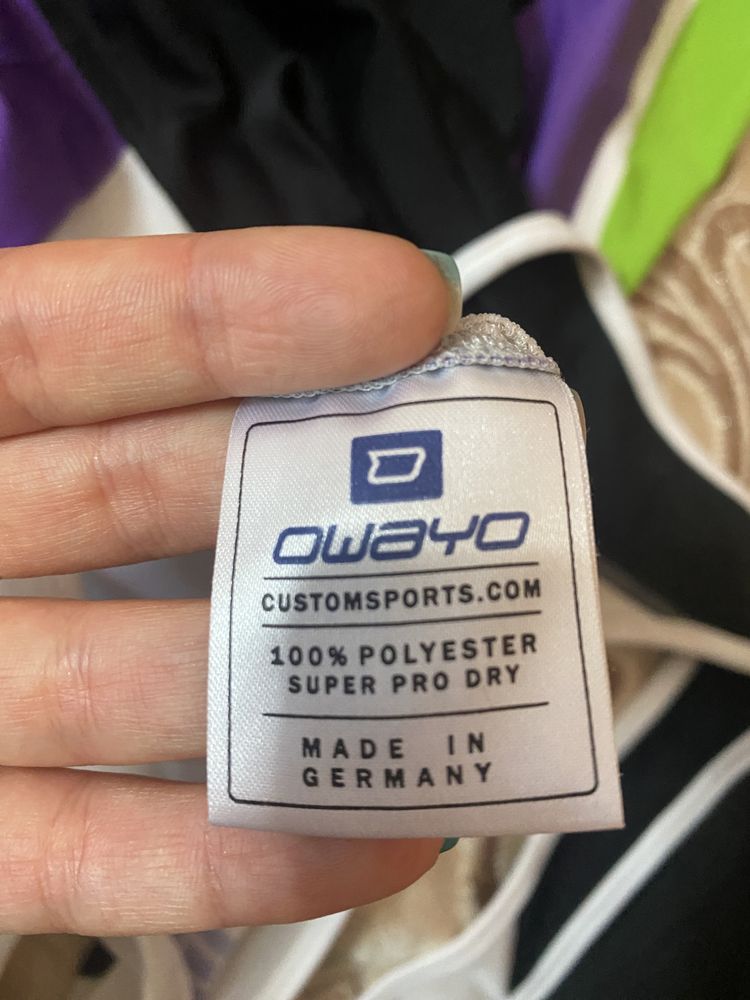 owayo
CUSTOMSPORTS.COM
100% POLYESTER
SUPER PRO DRY
MADE IN
GERMANY